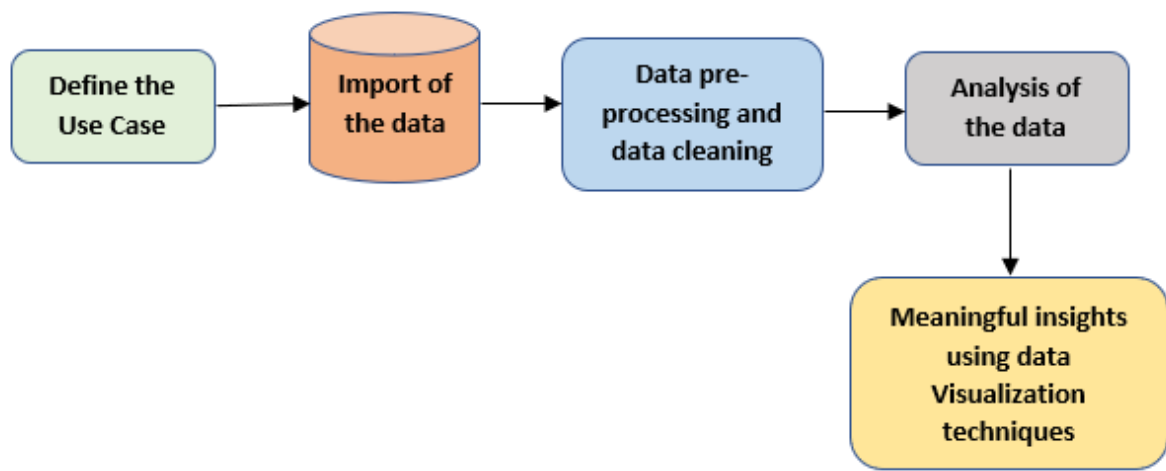 Define the
Use Case
Import of
the data
Data pre-
processing and
data cleaning
Analysis of
the data
Meaningful insights
using data
Visualization
techniques